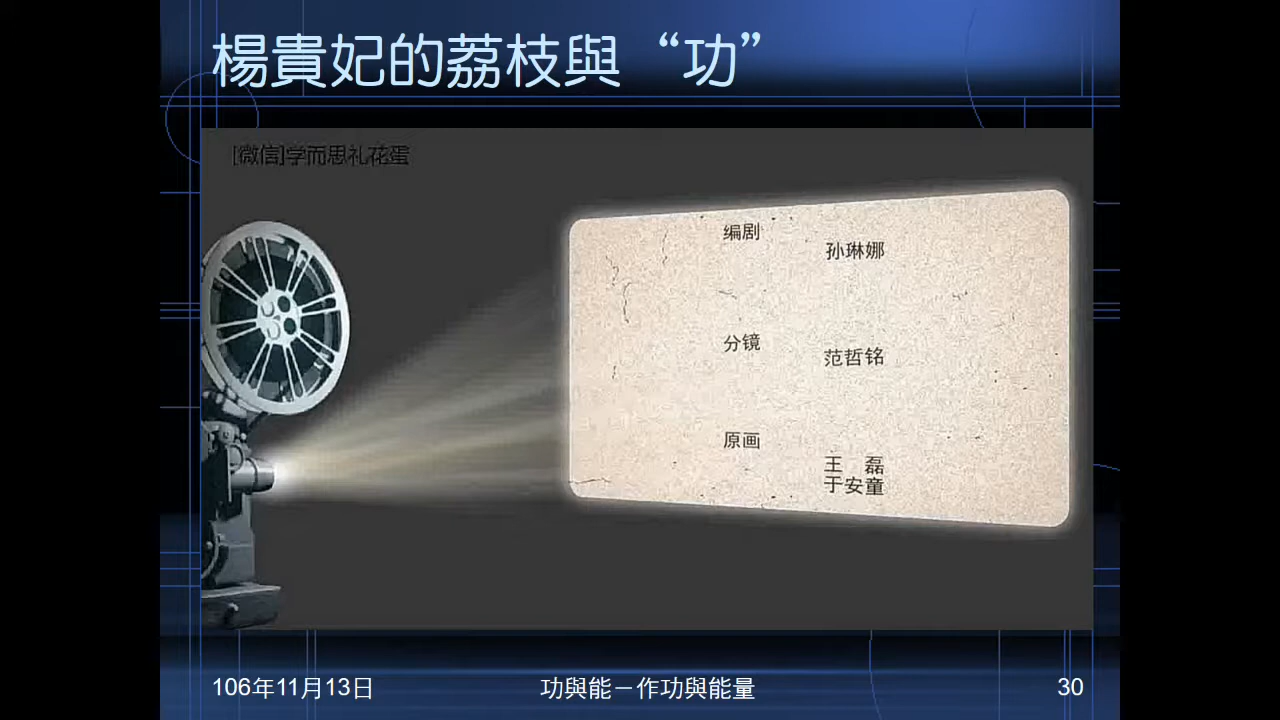 楊貴妃的荔枝與“功”
[微信]学而思礼花蛋
编剧
孙琳娜
分镜
范哲铭
原画
王　磊
于安童
106年11月13日
功與能－作功與能量
30